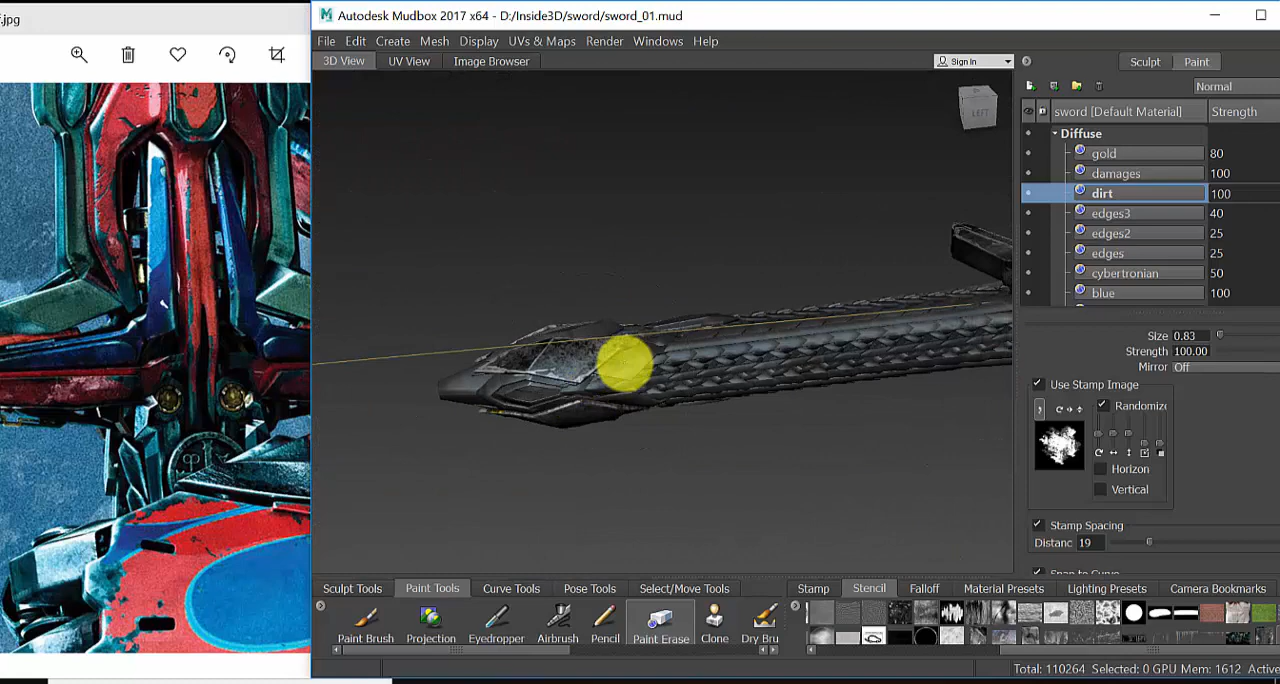 f.jpg
Autodesk Mudbox 2017 x64 - D:/Inside3D/sword/sword_01.mud
File Edit Create Mesh Display UVs & Maps Render Windows Help
3D View UV View Image Browser
Sign In
LEFT
Sculpt Paint
Normal
sword [Default Material] Strength
Diffuse
gold 80
damages 100
dirt 100
edges3 40
edges2 25
edges 25
cybertronian 50
blue 100
Size 0.83
Strength 100.00
Mirror Off
Use Stamp Image
Randomize
Horizon
Vertical
Stamp Spacing
Distanc 19
Snap to Curve
Sculpt Tools Paint Tools Curve Tools Pose Tools Select/Move Tools
Stamp Stencil Falloff Material Presets Lighting Presets Camera Bookmarks
Paint Brush Projection Eyedropper Airbrush Pencil Paint Erase Clone Dry Bru
Total: 110264 Selected: 0 GPU Mem: 1612 Active